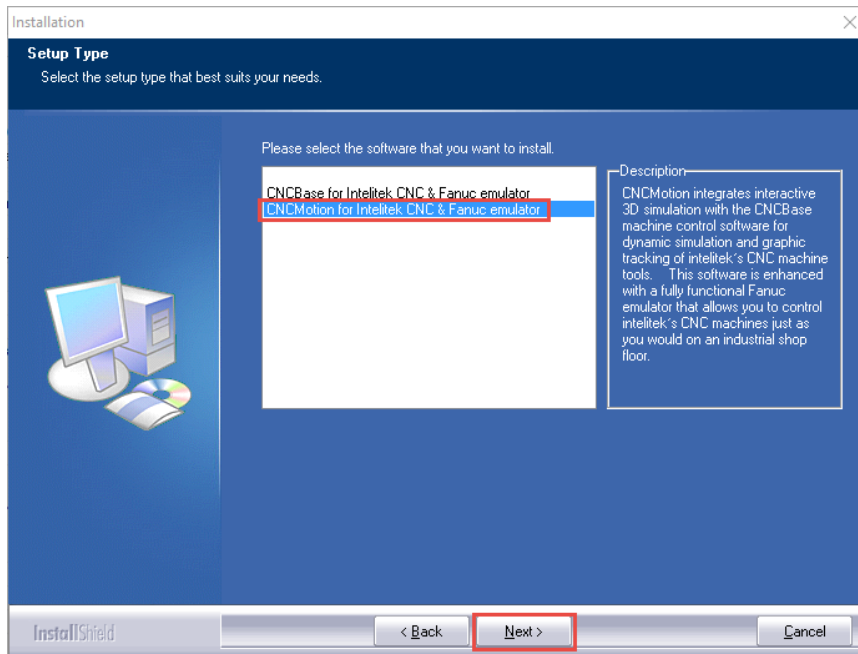 Installation
Setup Type
Select the setup type that best suits your needs.
Please select the software that you want to install.
CNCBase for Intelitek CNC & Fanuc emulator
CNCMotion for Intelitek CNC & Fanuc emulator
Description
CNCMotion integrates interactive
3D simulation with the CNCBase
machine control software for
dynamic simulation and graphic
tracking of intelitek's CNC machine
tools. This software is enhanced
with a fully functional Fanuc
emulator that allows you to control
intelitek's CNC machines just as
you would on an industrial shop
floor.
InstallShield
< Back
Next >
Cancel